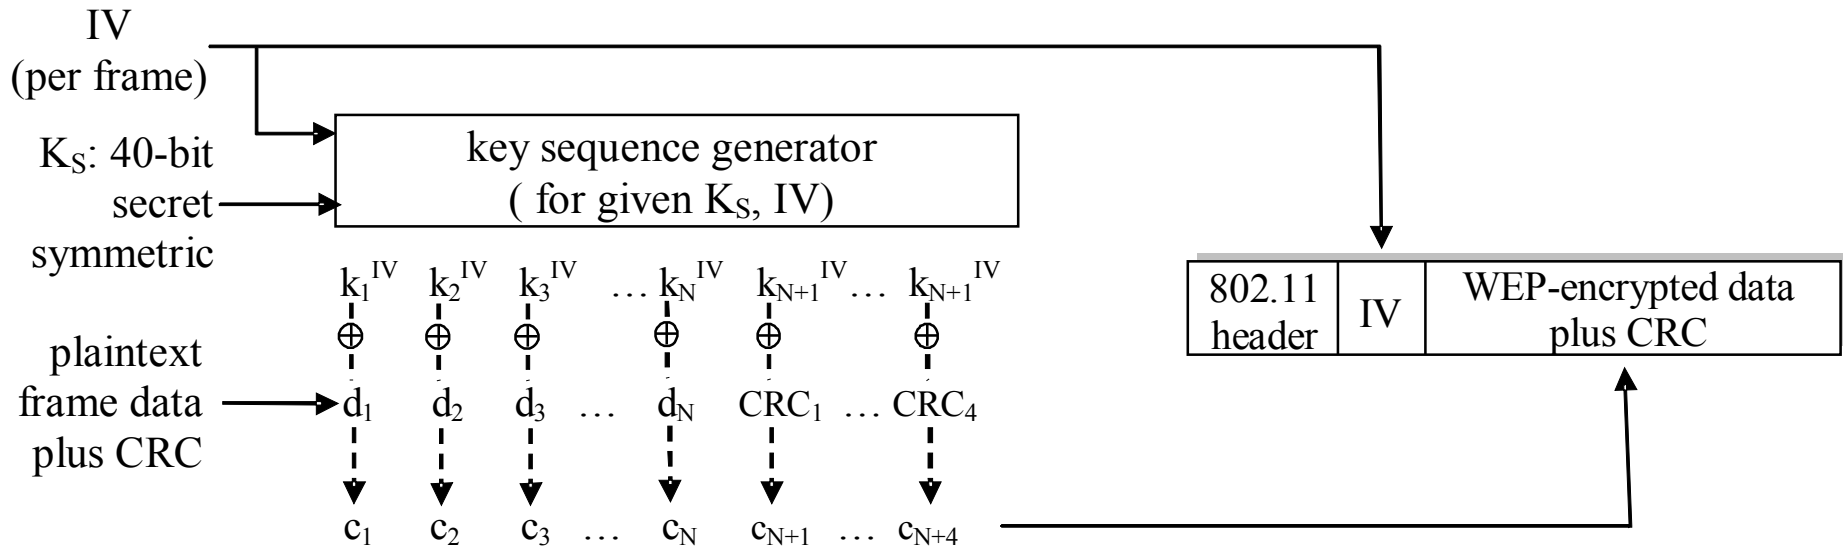 IV
(per frame)
K_S: 40-bit
secret
symmetric
key sequence generator
( for given K_S, IV)
k_1^IV k_2^IV k_3^IV … k_N^IV k_N+1^IV … k_N+1^IV
plaintext
frame data
plus CRC
d_1 d_2 d_3 … d_N CRC_1 … CRC_4
c_1 c_2 c_3 … c_N c_N+1 … c_N+4
802.11
header
IV
WEP-encrypted data
plus CRC